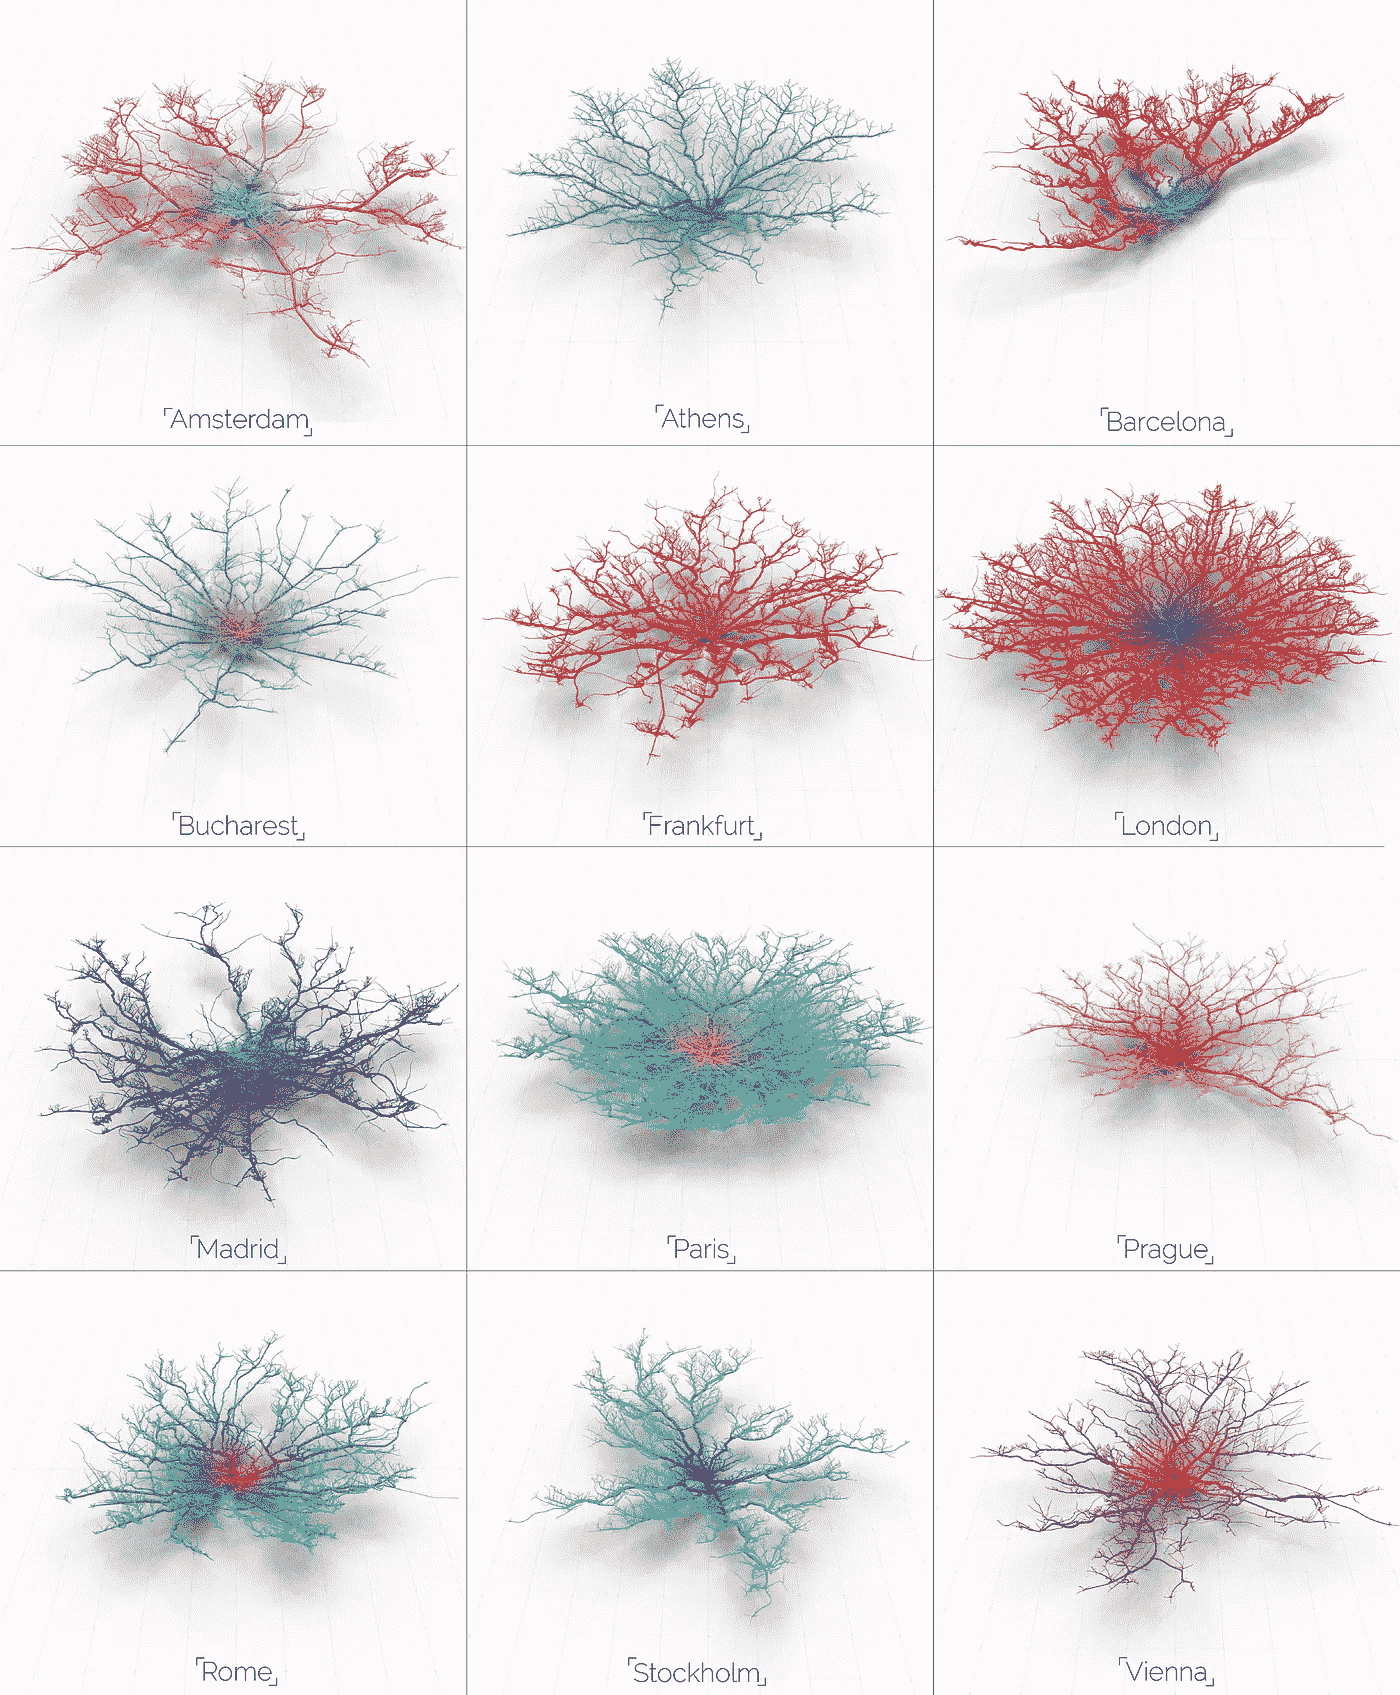 Amsterdam
Athens
Barcelona
Bucharest
Frankfurt
London
Madrid
Paris
Prague
Rome
Stockholm
Vienna